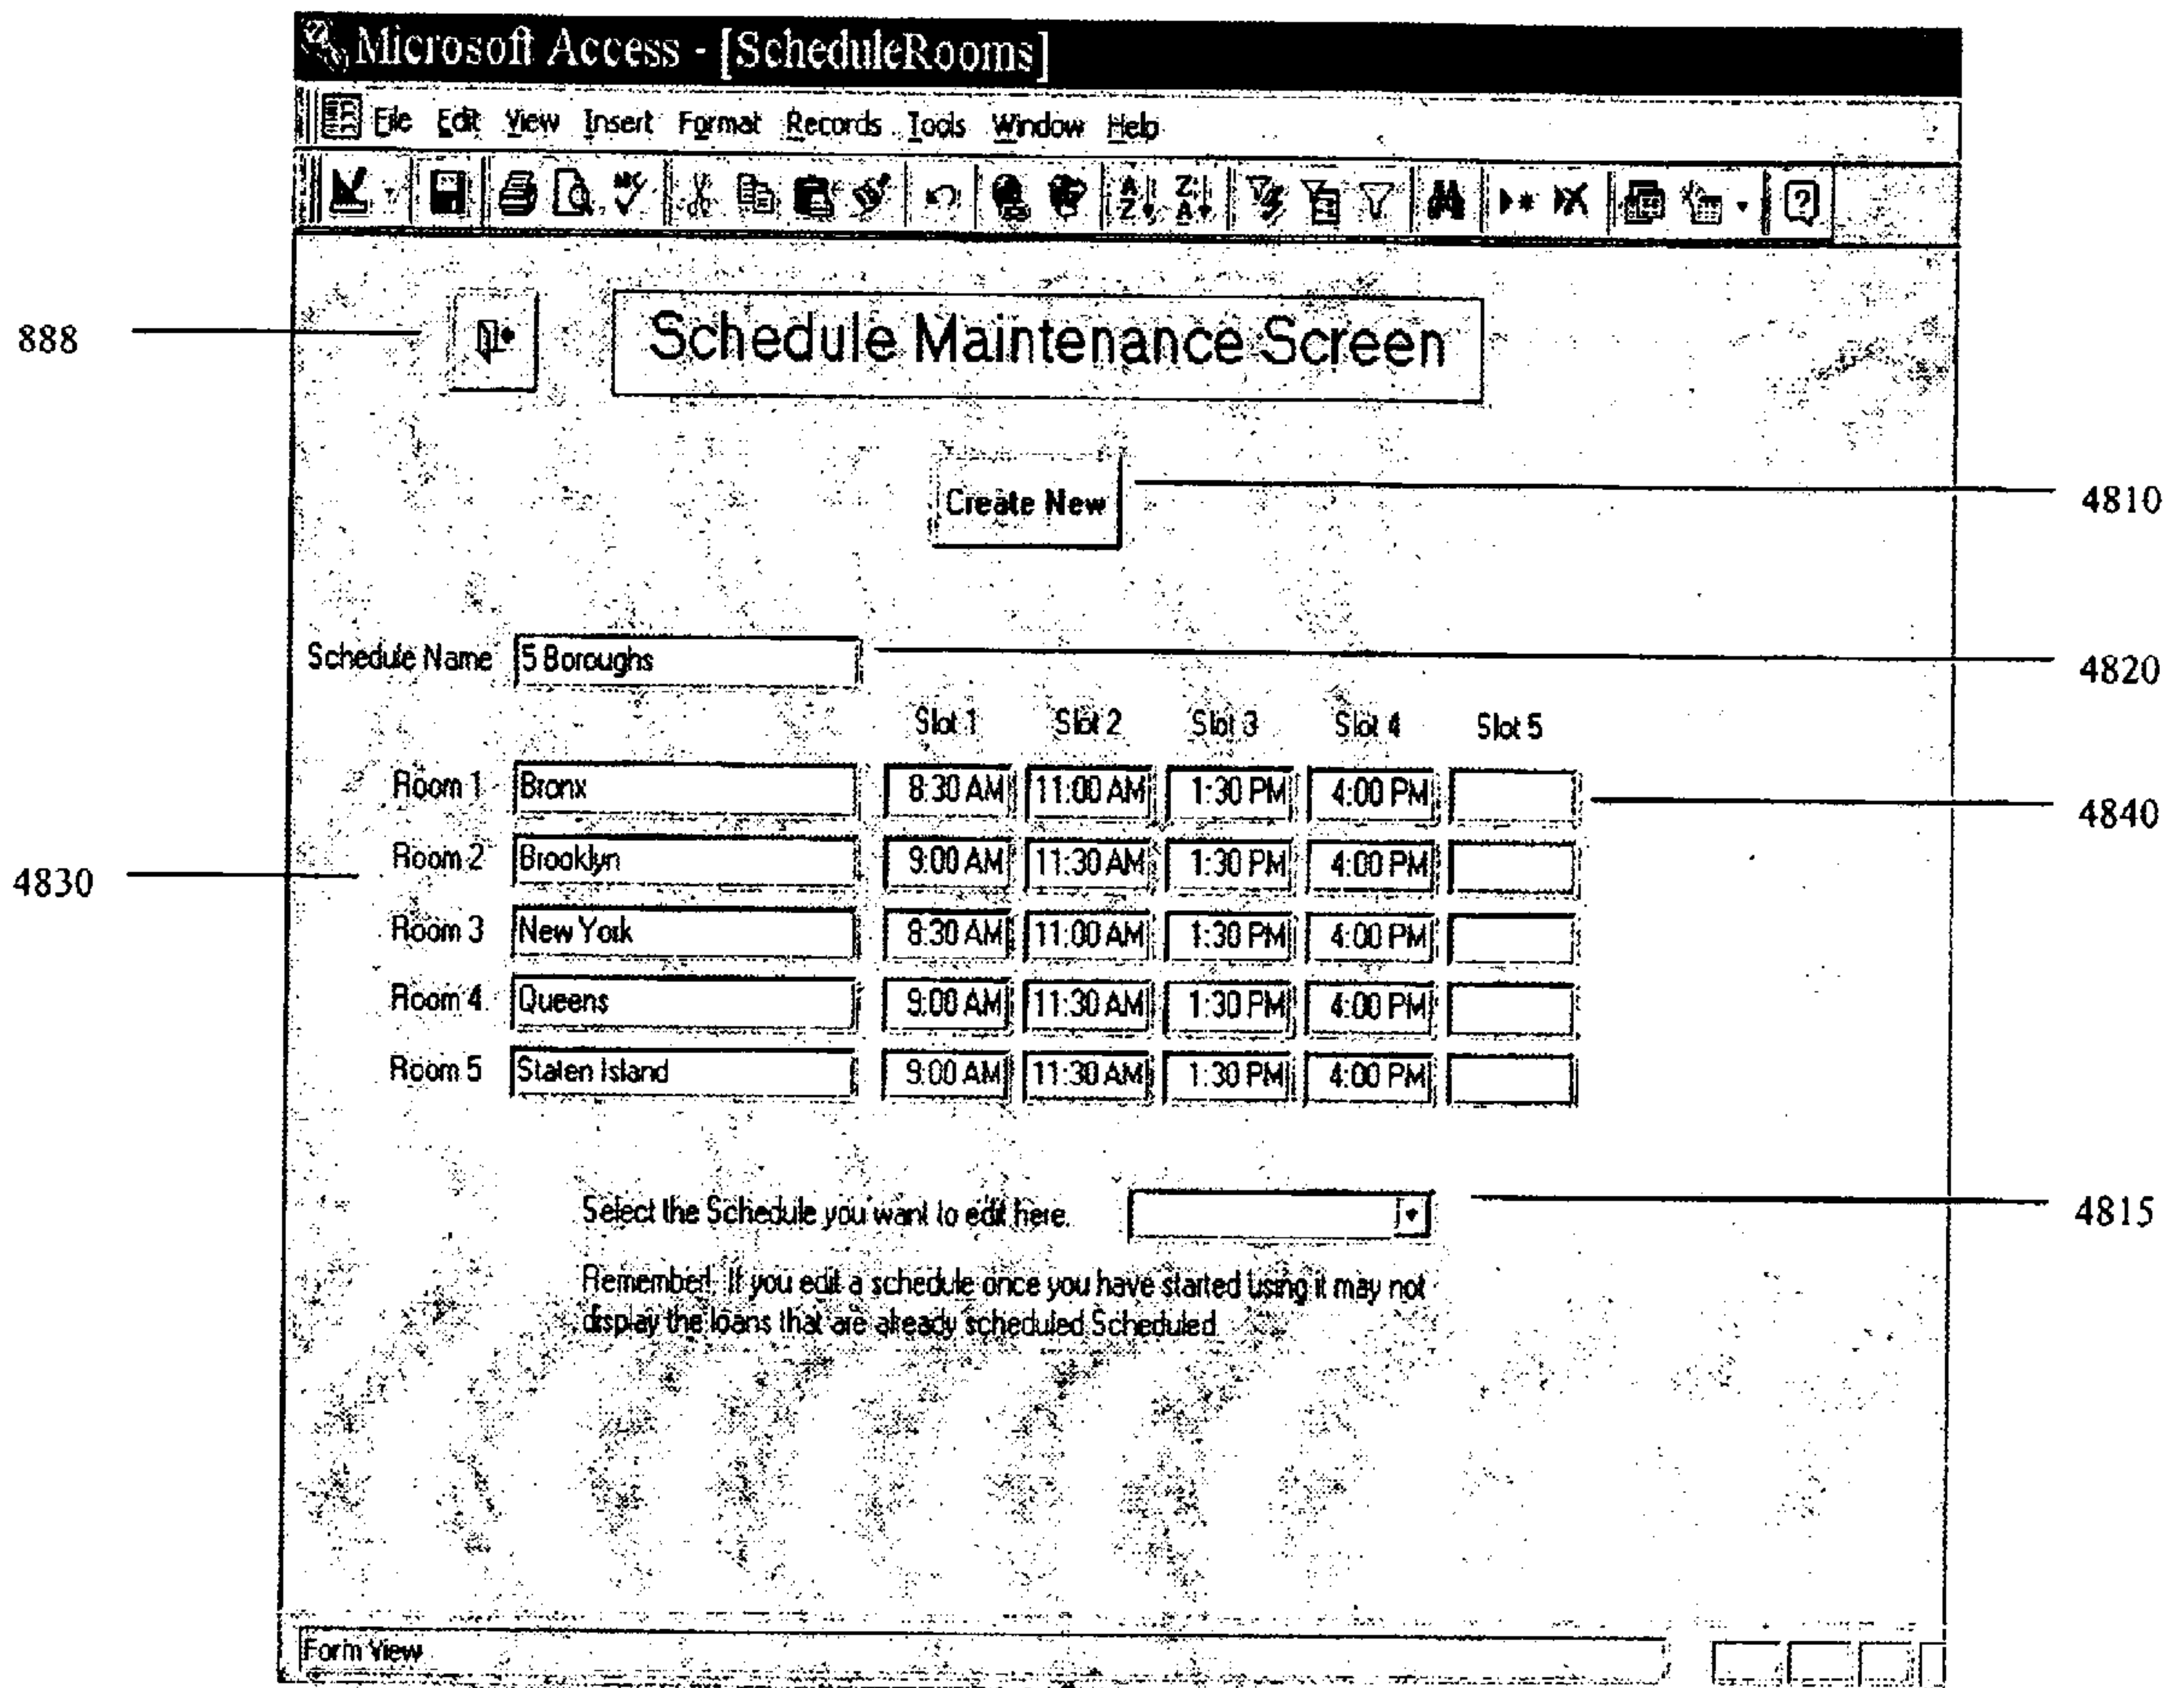 Microsoft Access - [ScheduleRooms]
File Edit View Insert Format Records Tools Window Help
888
Schedule Maintenance Screen
Create New
4810
Schedule Name 5 Boroughs
4820
Slot 1 Slot 2 Slot 3 Slot 4 Slot 5
Room 1 Bronx 8:30 AM 11:00 AM 1:30 PM 4:00 PM
4840
Room 2 Brooklyn 9:00 AM 11:30 AM 1:30 PM 4:00 PM
4830
Room 3 New York 8:30 AM 11:00 AM 1:30 PM 4:00 PM
Room 4 Queens 9:00 AM 11:30 AM 1:30 PM 4:00 PM
Room 5 Staten Island 9:00 AM 11:30 AM 1:30 PM 4:00 PM
Select the Schedule you want to edit here.
4815
Remember! If you edit a schedule once you have started using it may not
display the loans that are already scheduled Scheduled.
Form View